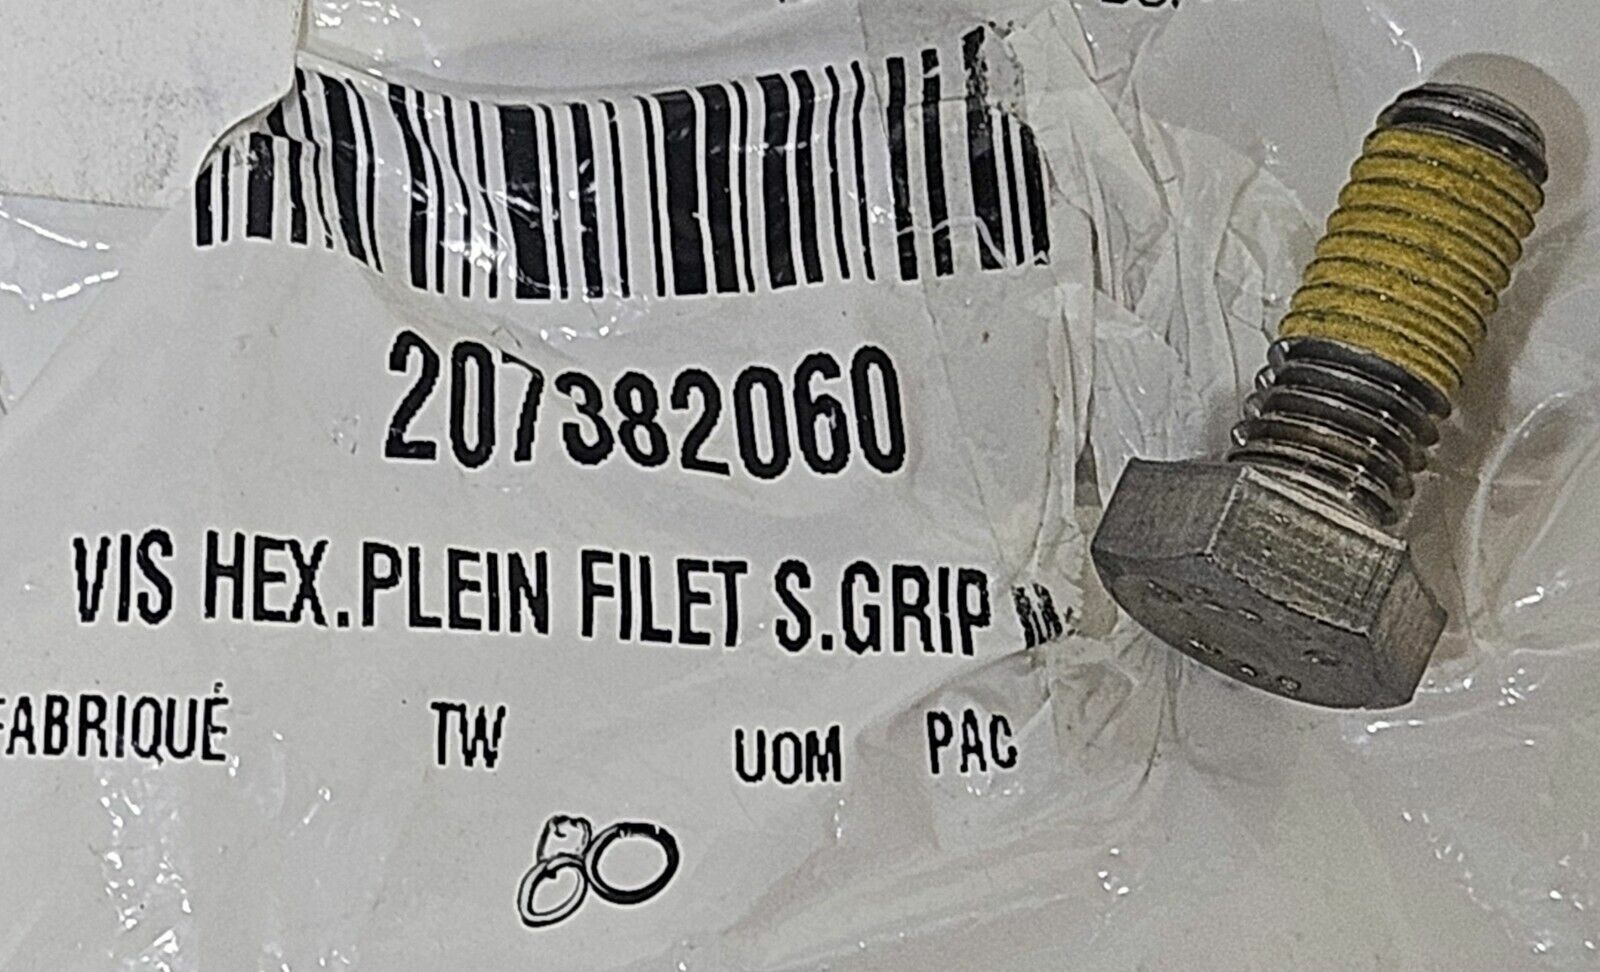 207382060
VIS HEX.PLEIN FILET S.GRIP
FABRIQUÉ TW UOM PAC